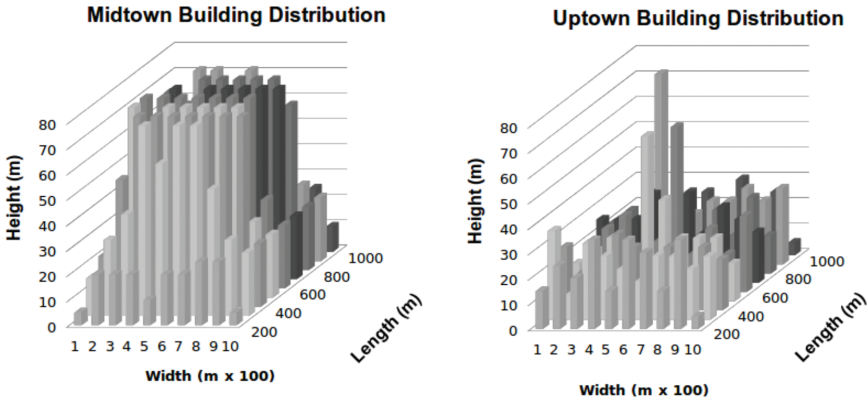 Midtown Building Distribution
80
70
60
50
40
30
20
10
0
Height (m)
1 2 3 4 5 6 7 8 9 10
Width (m x 100)
200
400
600
800
1000
Length (m)
Uptown Building Distribution
80
70
60
50
40
30
20
10
0
Height (m)
1 2 3 4 5 6 7 8 9 10
Width (m x 100)
200
400
600
800
1000
Length (m)